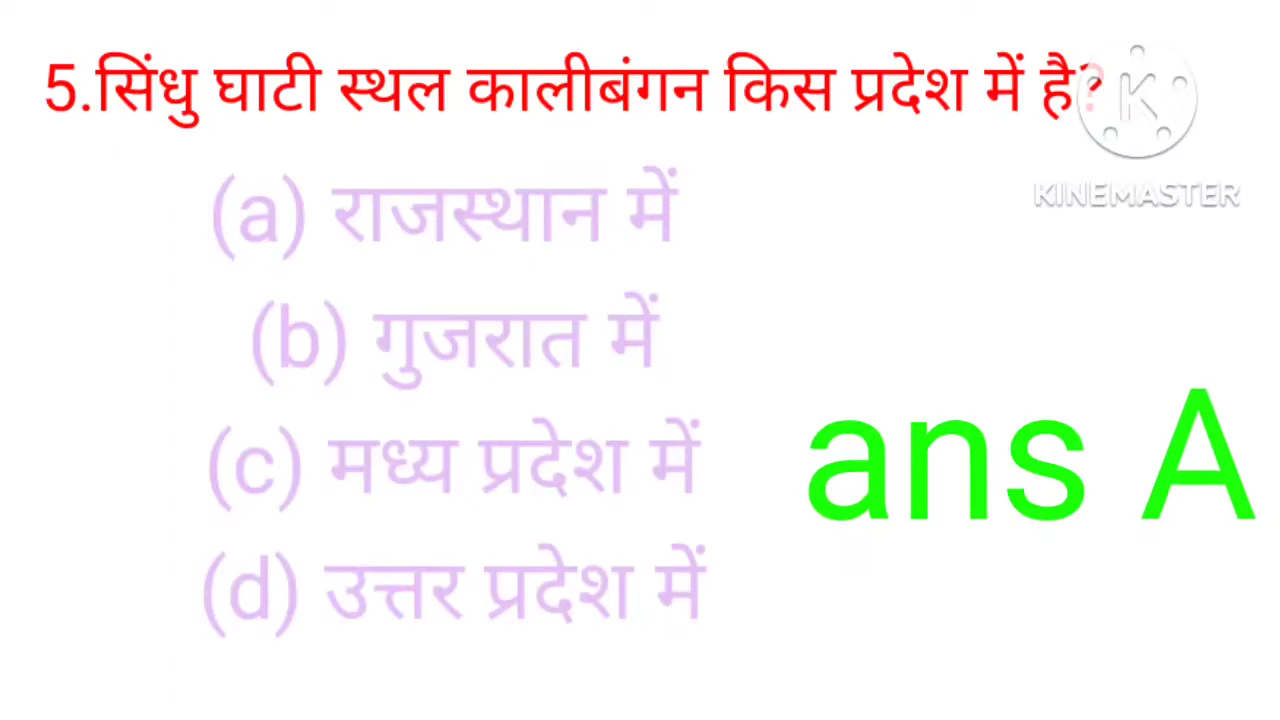 5.सिंधु घाटी स्थल कालीबंगन किस प्रदेश में है?
KINEMASTER
(a) राजस्थान में
(b) गुजरात में
(c) मध्य प्रदेश में
ans A
(d) उत्तर प्रदेश में